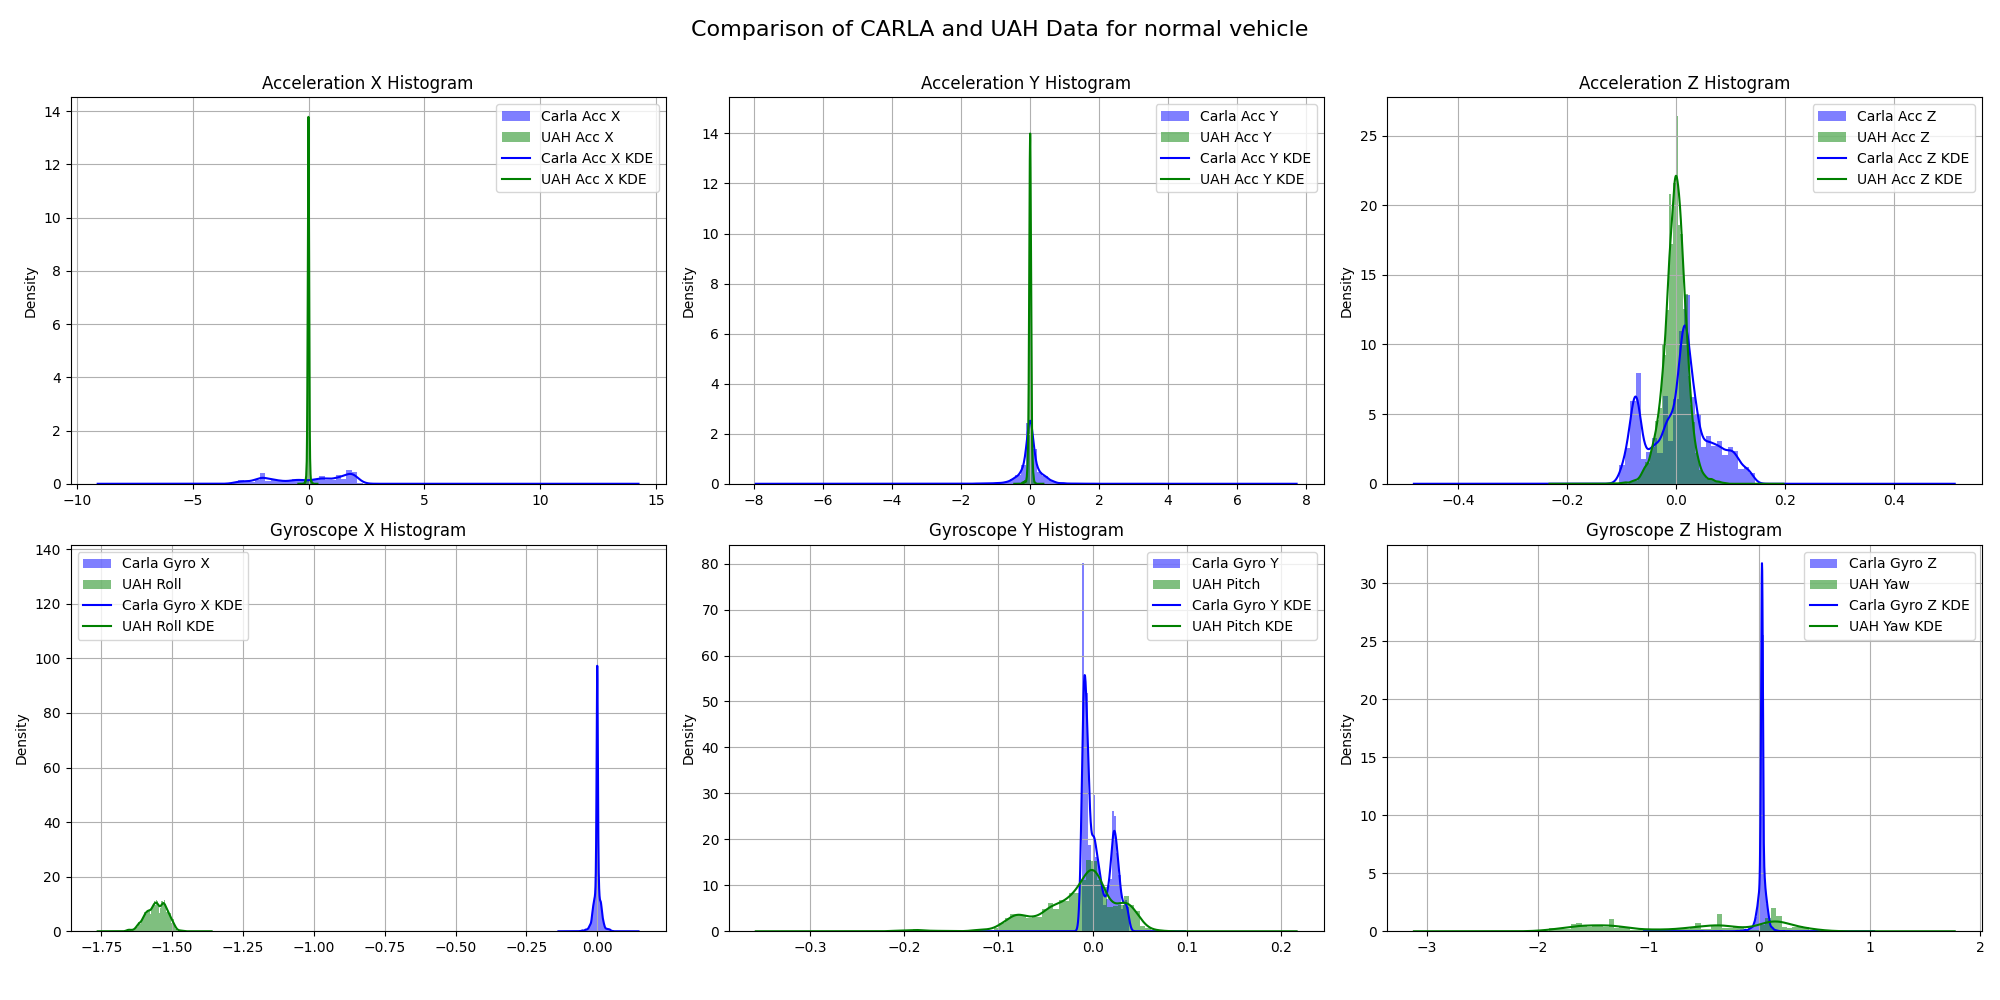 Comparison of CARLA and UAH Data for normal vehicle
Acceleration X Histogram
Density
14
12
10
8
6
4
2
0
−10
−5
0
5
10
15
Carla Acc X
UAH Acc X
Carla Acc X KDE
UAH Acc X KDE
Acceleration Y Histogram
Density
14
12
10
8
6
4
2
0
−8
−6
−4
−2
0
2
4
6
8
Carla Acc Y
UAH Acc Y
Carla Acc Y KDE
UAH Acc Y KDE
Acceleration Z Histogram
Density
25
20
15
10
5
0
−0.4
−0.2
0.0
0.2
0.4
Carla Acc Z
UAH Acc Z
Carla Acc Z KDE
UAH Acc Z KDE
Gyroscope X Histogram
Density
140
120
100
80
60
40
20
0
−1.75
−1.50
−1.25
−1.00
−0.75
−0.50
−0.25
0.00
Carla Gyro X
UAH Roll
Carla Gyro X KDE
UAH Roll KDE
Gyroscope Y Histogram
Density
80
70
60
50
40
30
20
10
0
−0.3
−0.2
−0.1
0.0
0.1
0.2
Carla Gyro Y
UAH Pitch
Carla Gyro Y KDE
UAH Pitch KDE
Gyroscope Z Histogram
Density
30
25
20
15
10
5
0
−3
−2
−1
0
1
2
Carla Gyro Z
UAH Yaw
Carla Gyro Z KDE
UAH Yaw KDE